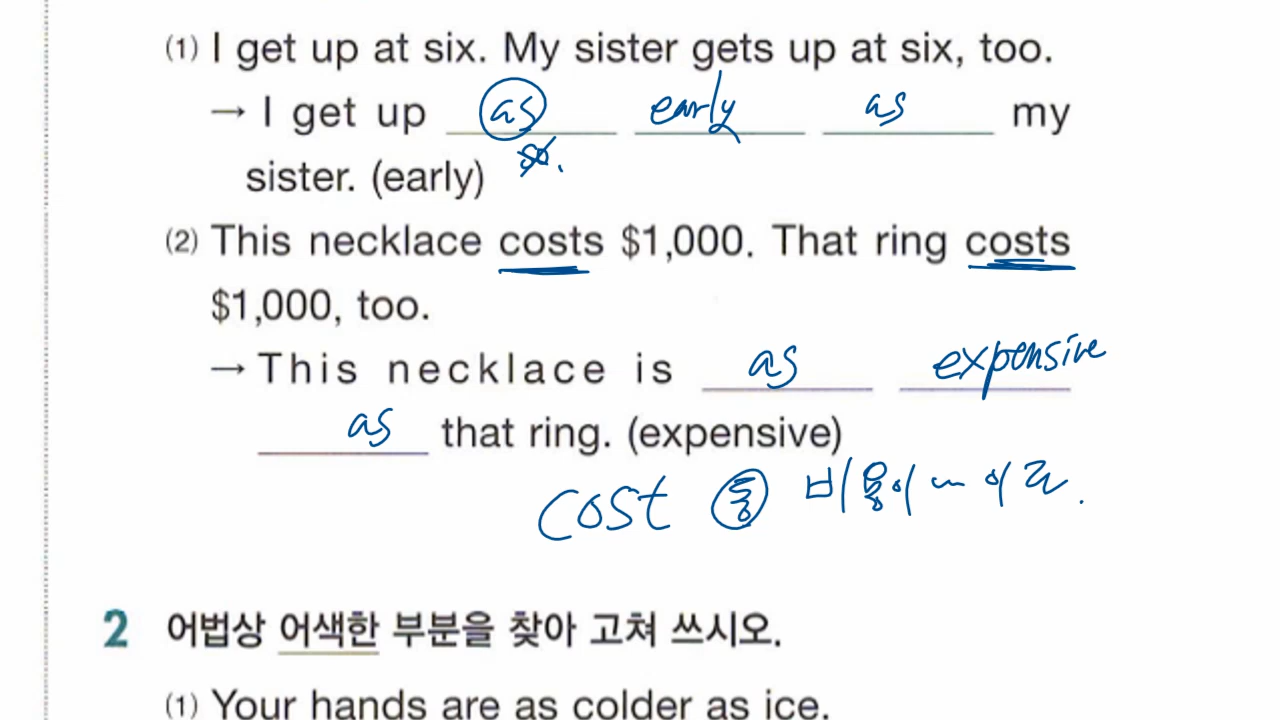 (1) I get up at six. My sister gets up at six, too.
→ I get up as early as my
so.
sister. (early)
(2) This necklace costs $1,000. That ring costs
$1,000, too.
→ This necklace is as expensive
as that ring. (expensive)
cost 동 비용이 ~ 이다.
2 어법상 어색한 부분을 찾아 고쳐 쓰시오.
(1) Your hands are as colder as ice.